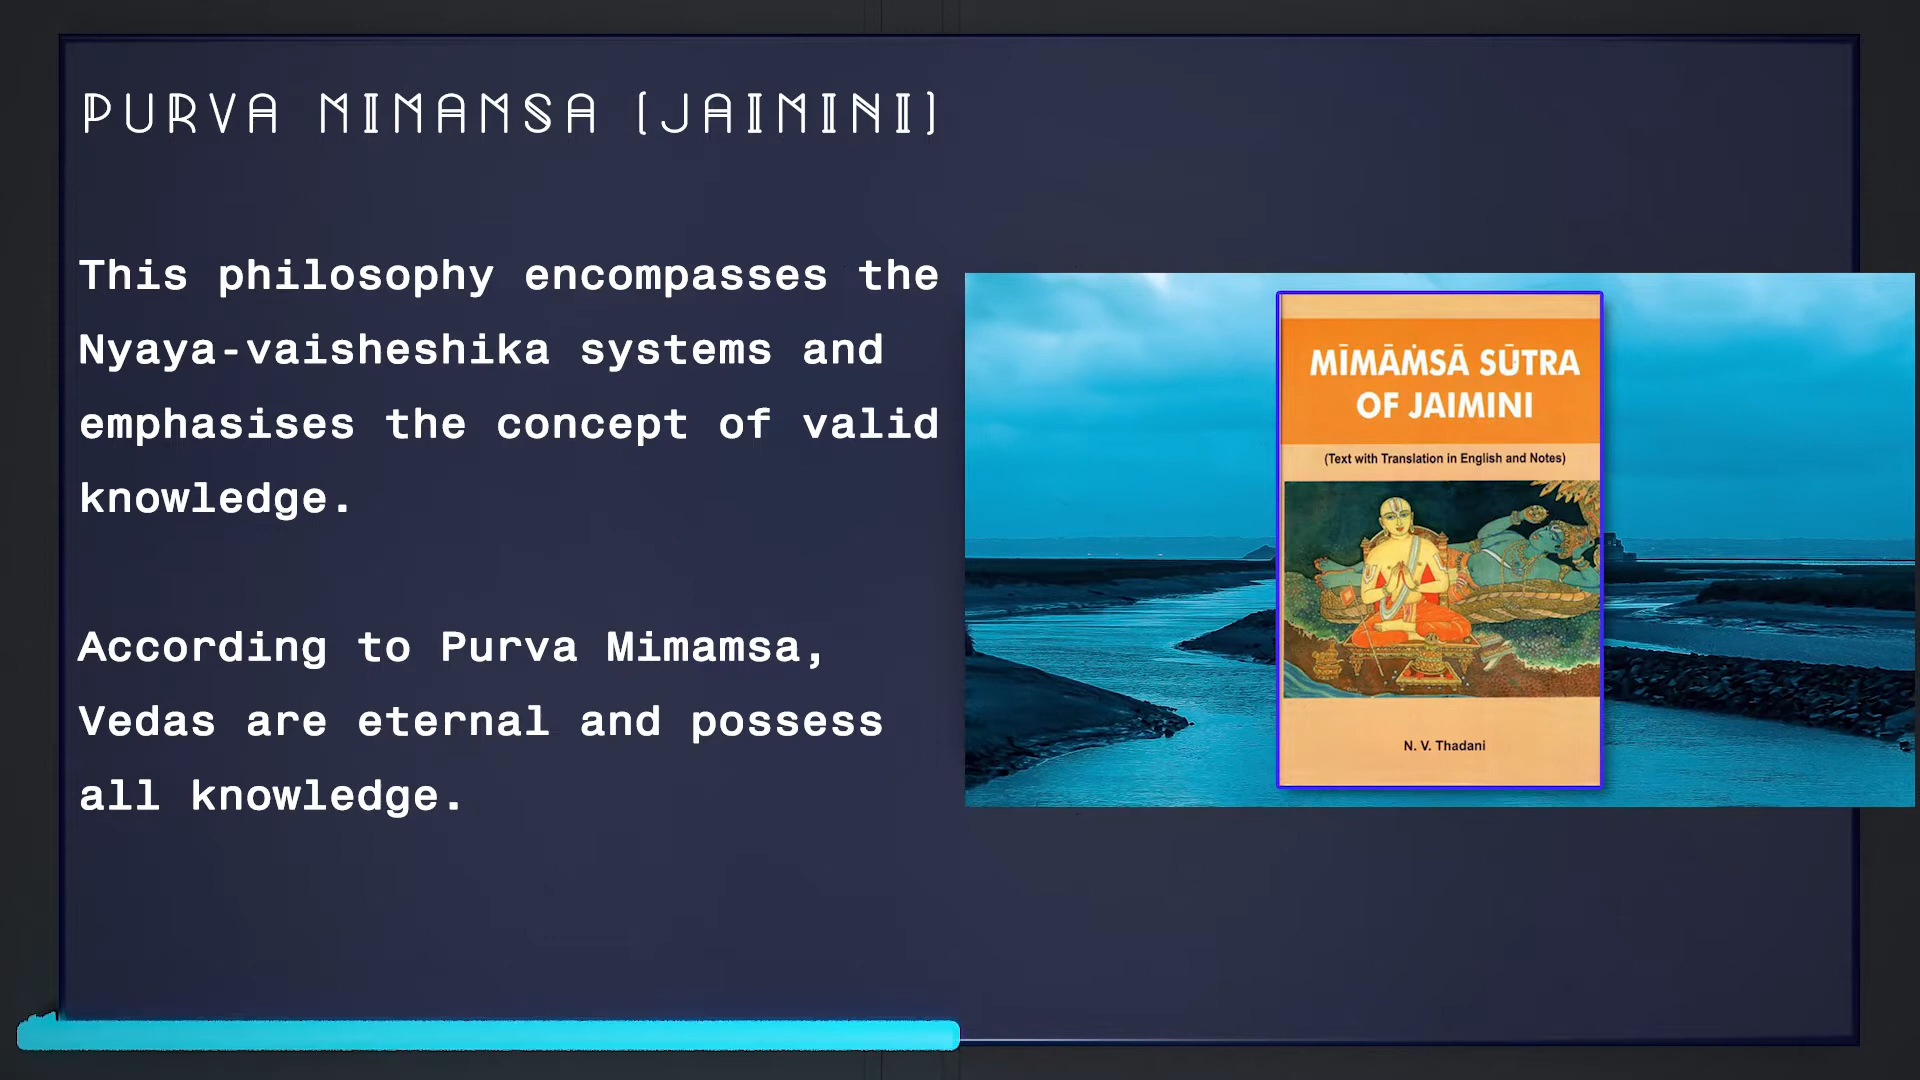 PURVA MIMAMSA (JAIMINI)
This philosophy encompasses the
Nyaya-vaisheshika systems and
emphasises the concept of valid
knowledge.
According to Purva Mimamsa,
Vedas are eternal and possess
all knowledge.
MĪMĀṀSĀ SŪTRA
OF JAIMINI
(Text with Translation in English and Notes)
N. V. Thadani